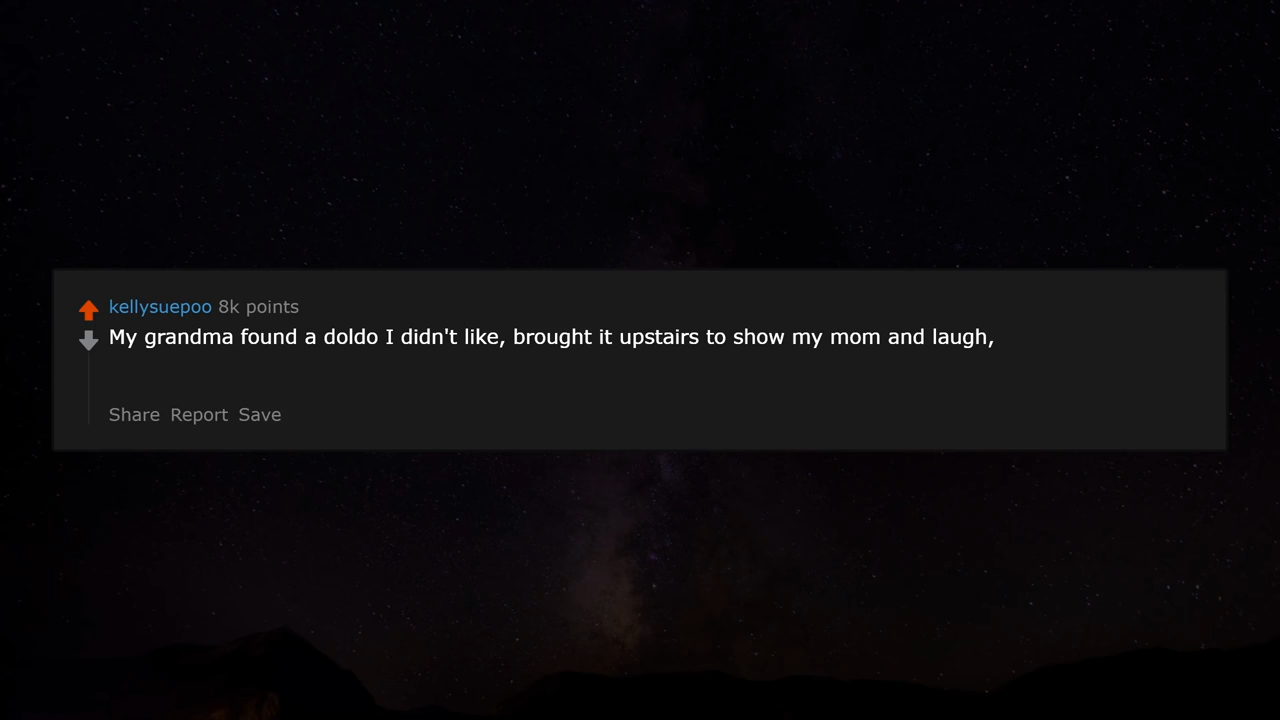 kellysuepoo 8k points
My grandma found a doldo I didn't like, brought it upstairs to show my mom and laugh,
Share Report Save